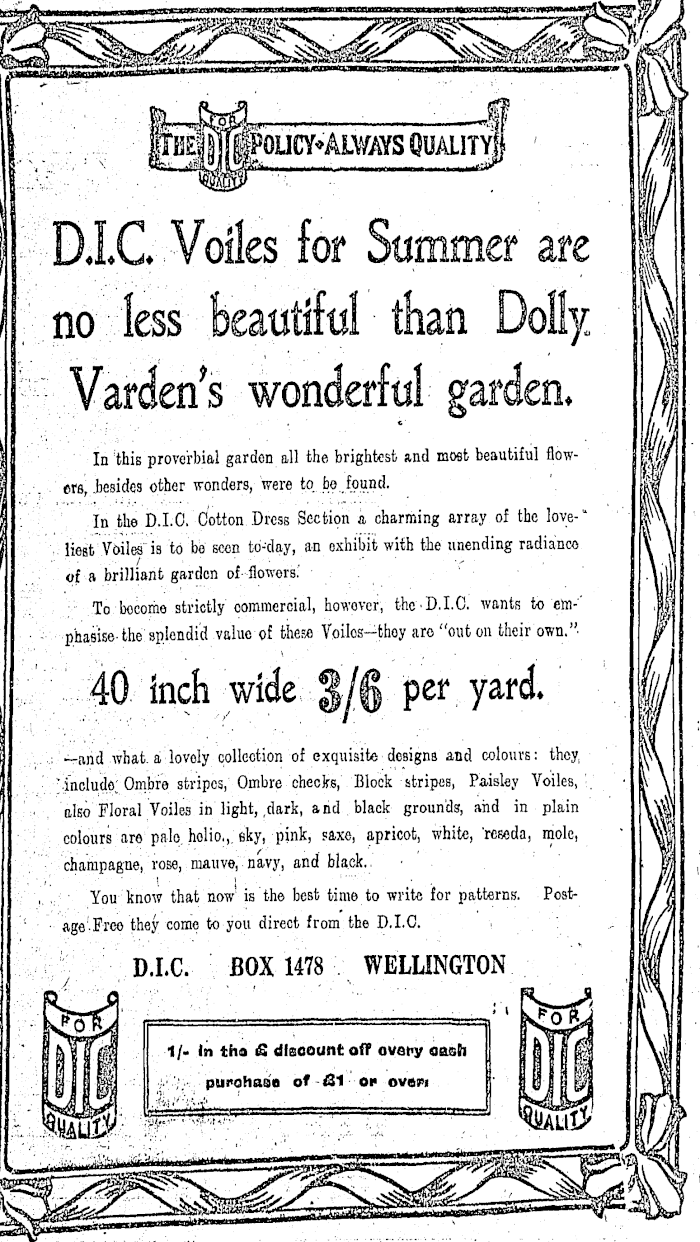 THE FOR DIC QUALITY POLICY • ALWAYS QUALITY
D.I.C. Voiles for Summer are
no less beautiful than Dolly
Varden's wonderful garden.
In this proverbial garden all the brightest and most beautiful flow-
ers, besides other wonders, were to be found.
In the D.I.C. Cotton Dress Section a charming array of the love-
liest Voiles is to be seen to-day, an exhibit with the unending radiance
of a brilliant garden of flowers.
To become strictly commercial, however, the D.I.C. wants to em-
phasise the splendid value of these Voiles—they are "out on their own."
40 inch wide 3/6 per yard.
—and what a lovely collection of exquisite designs and colours: they
include Ombre stripes, Ombre checks, Block stripes, Paisley Voiles,
also Floral Voiles in light, dark, and black grounds, and in plain
colours are pale helio., sky, pink, saxe, apricot, white, reseda, mole,
champagne, rose, mauve, navy, and black.
You know that now is the best time to write for patterns. Post-
age Free they come to you direct from the D.I.C.
D.I.C. BOX 1478 WELLINGTON
FOR
DIC
QUALITY
1/- in the £ discount off every cash
purchase of £1 or over.
FOR
DIC
QUALITY